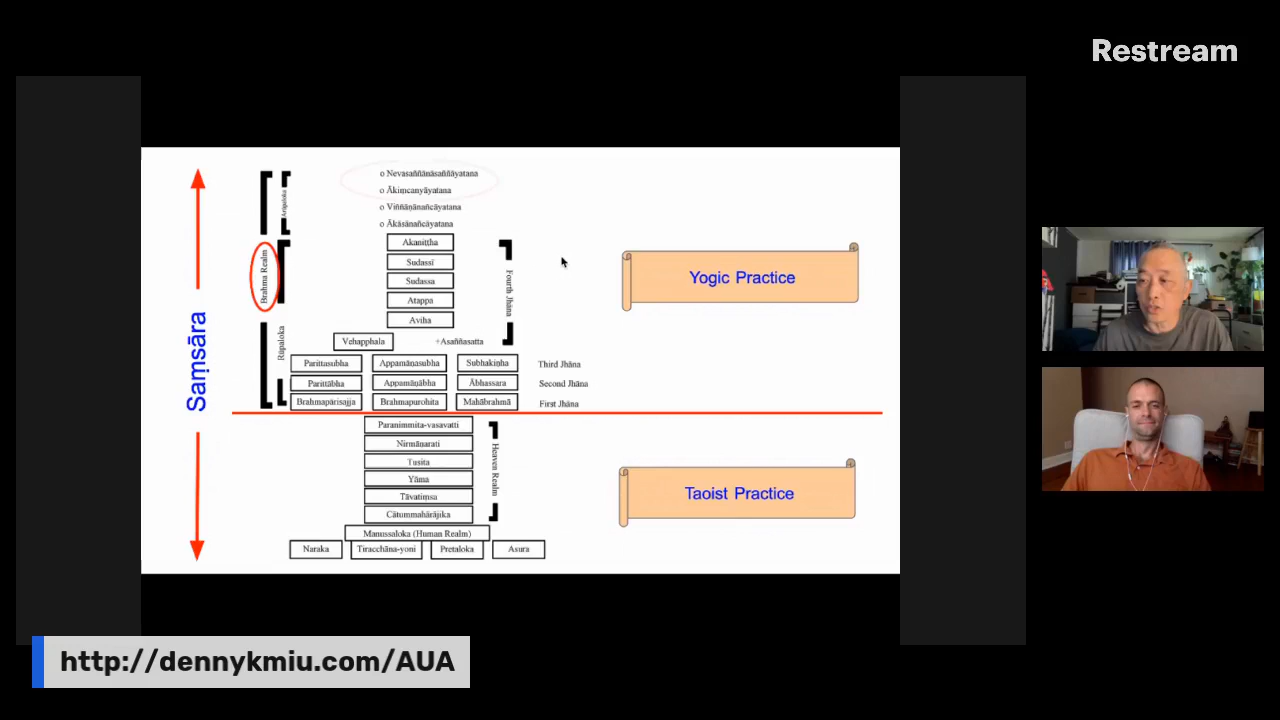 Restream
o Nevasaññānāsaññāyatana
o Ākiṃcanyāyatana
o Viññāṇānañcāyatana
o Ākāsānañcāyatana
Arūpaloka
Akaniṭṭha
Sudassī
Sudassa
Atappa
Aviha
Brahma Realm
Fourth Jhāna
Yogic Practice
Vehapphala
÷Asaññasatta
Saṃsāra
Rūpaloka
Parittasubha
Appamāṇasubha
Subhakiṇha
Third Jhāna
Parittābha
Appamāṇābha
Ābhassara
Second Jhāna
Brahmapārisajja
Brahmapurohita
Mahābrahmā
First Jhāna
Paranimmita-vasavatti
Nirmāṇarati
Tusita
Yāma
Tāvatiṃsa
Cātummahārājika
Heaven Realm
Taoist Practice
Manussaloka (Human Realm)
Naraka
Tiracchāna-yoni
Pretaloka
Asura
http://dennykmiu.com/AUA